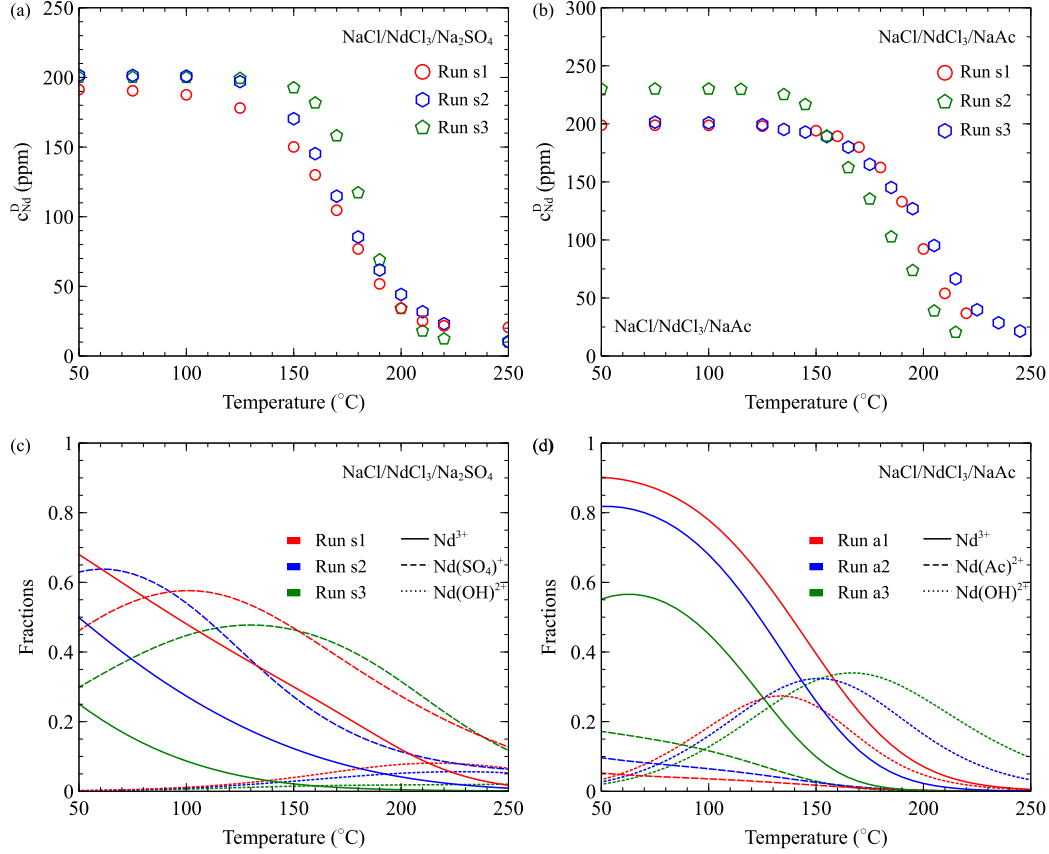 (a)
NaCl/NdCl₃/Na₂SO₄
Run s1
Run s2
Run s3
250
200
150
100
50
0
c_Nd^D (ppm)
50 100 150 200 250
Temperature (°C)
(b)
NaCl/NdCl₃/NaAc
Run s1
Run s2
Run s3
300
250
200
150
100
50
0
c_Nd^D (ppm)
NaCl/NdCl₃/NaAc
50 100 150 200 250
Temperature (°C)
(c)
NaCl/NdCl₃/Na₂SO₄
Run s1 Nd³⁺
Run s2 Nd(SO₄)⁺
Run s3 Nd(OH)²⁺
1
0.8
0.6
0.4
0.2
0
Fractions
50 100 150 200 250
Temperature (°C)
(d)
NaCl/NdCl₃/NaAc
Run a1 Nd³⁺
Run a2 Nd(Ac)²⁺
Run a3 Nd(OH)²⁺
1
0.8
0.6
0.4
0.2
0
Fractions
50 100 150 200 250
Temperature (°C)